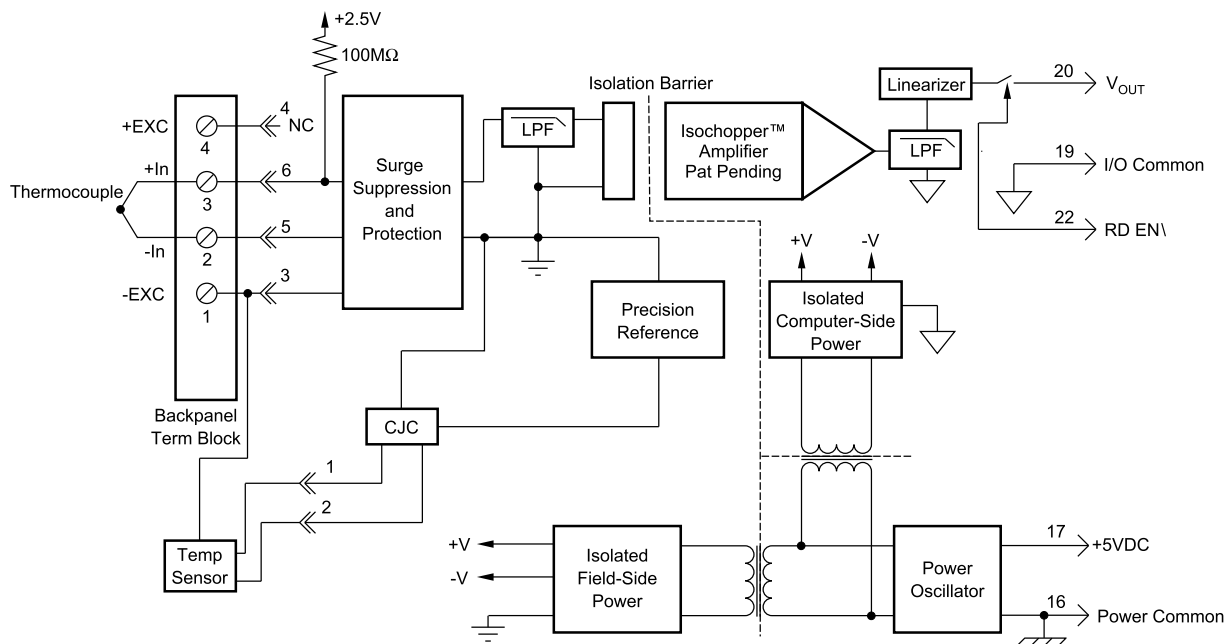 +2.5V
100MΩ
Isolation Barrier
Linearizer
20
V_OUT
4
+EXC
NC
4
LPF
Isochopper™
Amplifier
Pat Pending
LPF
Surge
Suppression
and
Protection
19
I/O Common
+In
6
Thermocouple
3
5
-In
2
22
RD EN\
+V
-V
3
-EXC
1
Precision
Reference
Isolated
Computer-Side
Power
Backpanel
Term Block
CJC
1
2
Temp
Sensor
+V
-V
Isolated
Field-Side
Power
Power
Oscillator
17
+5VDC
16
Power Common